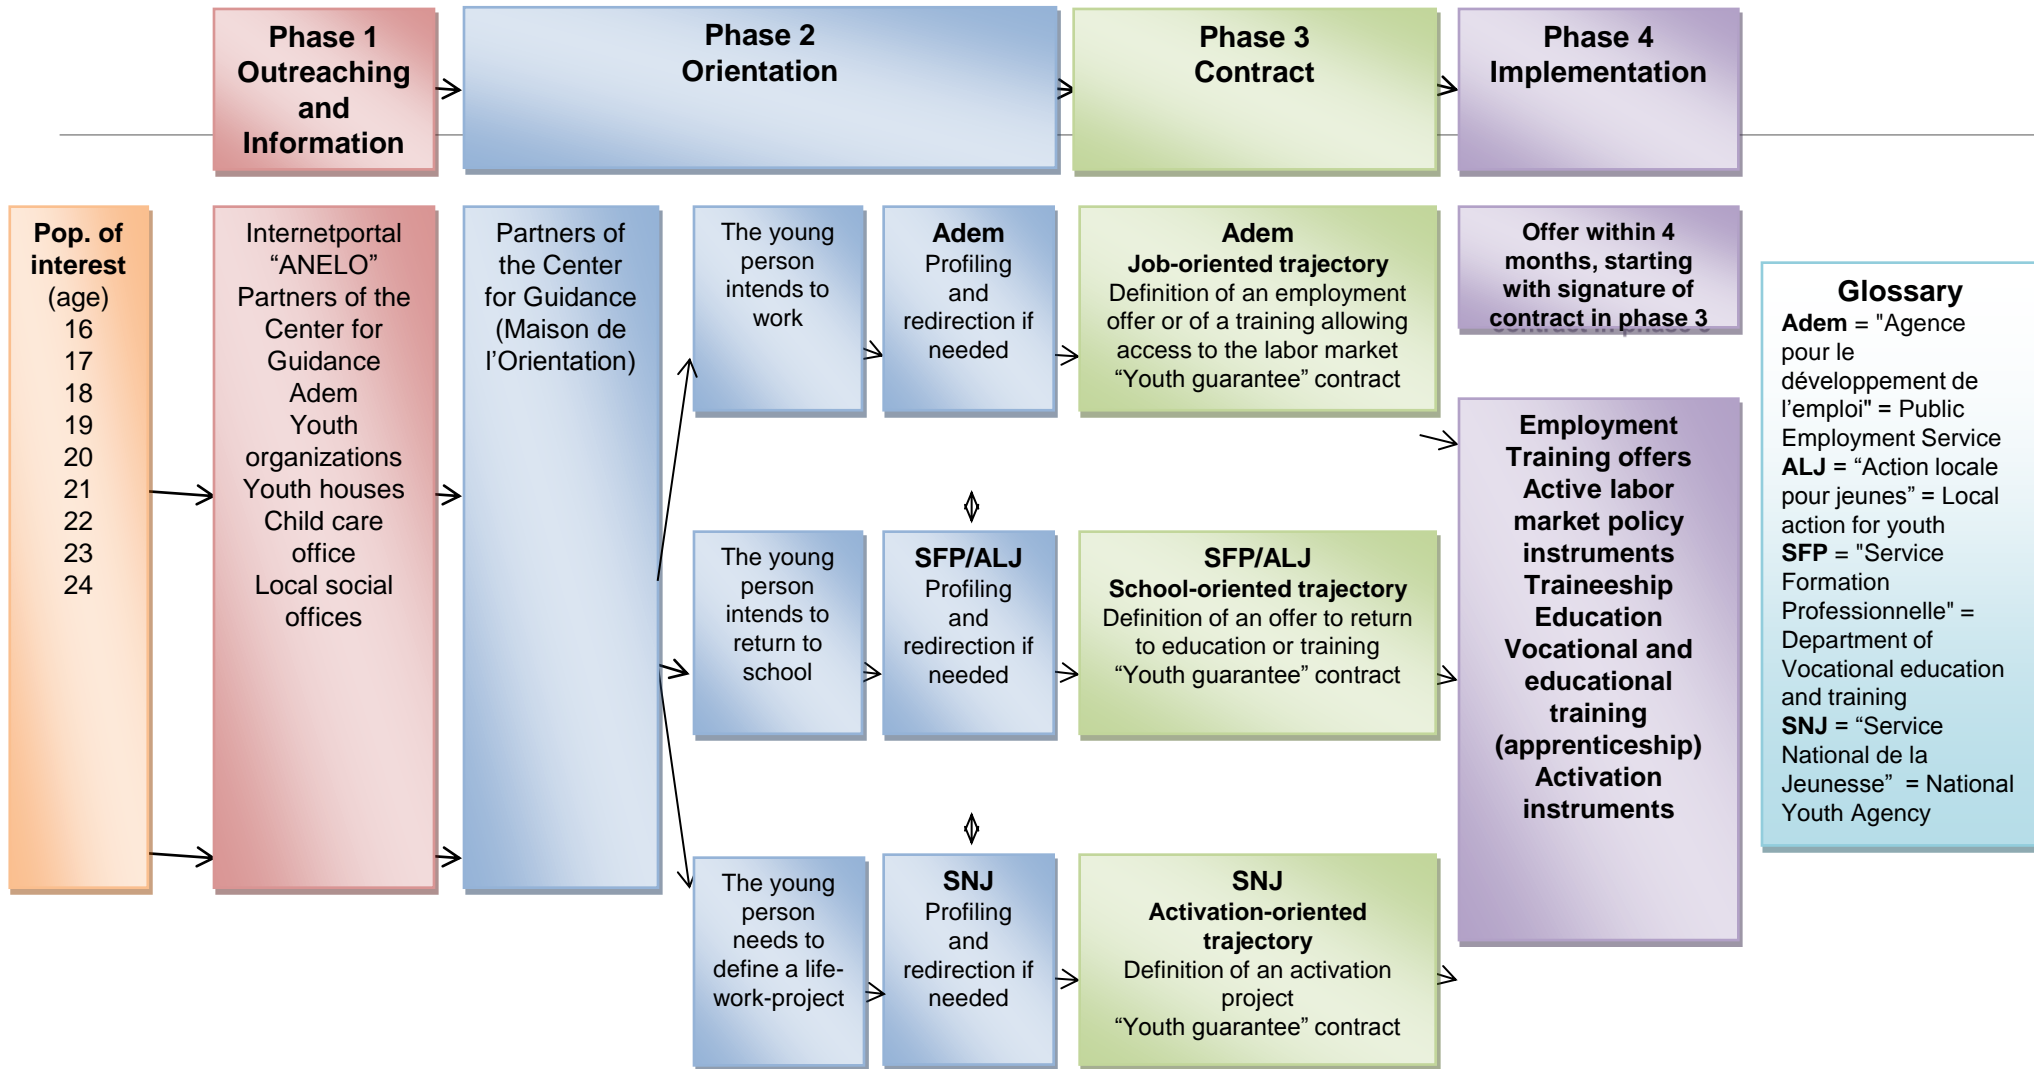 Phase 1
Outreaching
and
Information
Phase 2
Orientation
Phase 3
Contract
Phase 4
Implementation
Pop. of
interest
(age)
16
17
18
19
20
21
22
23
24
Internetportal
“ANELO”
Partners of the
Center for
Guidance
Adem
Youth
organizations
Youth houses
Child care
office
Local social
offices
Partners of
the Center
for Guidance
(Maison de
l’Orientation)
The young
person
intends to
work
Adem
Profiling
and
redirection if
needed
Adem
Job-oriented trajectory
Definition of an employment
offer or of a training allowing
access to the labor market
“Youth guarantee” contract
The young
person
intends to
return to
school
SFP/ALJ
Profiling
and
redirection if
needed
SFP/ALJ
School-oriented trajectory
Definition of an offer to return
to education or training
“Youth guarantee” contract
The young
person
needs to
define a life-
work-project
SNJ
Profiling
and
redirection if
needed
SNJ
Activation-oriented
trajectory
Definition of an activation
project
“Youth guarantee” contract
Offer within 4
months, starting
with signature of
contract in phase 3
Employment
Training offers
Active labor
market policy
instruments
Traineeship
Education
Vocational and
educational
training
(apprenticeship)
Activation
instruments
Glossary
Adem = "Agence
pour le
développement de
l’emploi" = Public
Employment Service
ALJ = “Action locale
pour jeunes” = Local
action for youth
SFP = "Service
Formation
Professionnelle" =
Department of
Vocational education
and training
SNJ = “Service
National de la
Jeunesse”  = National
Youth Agency